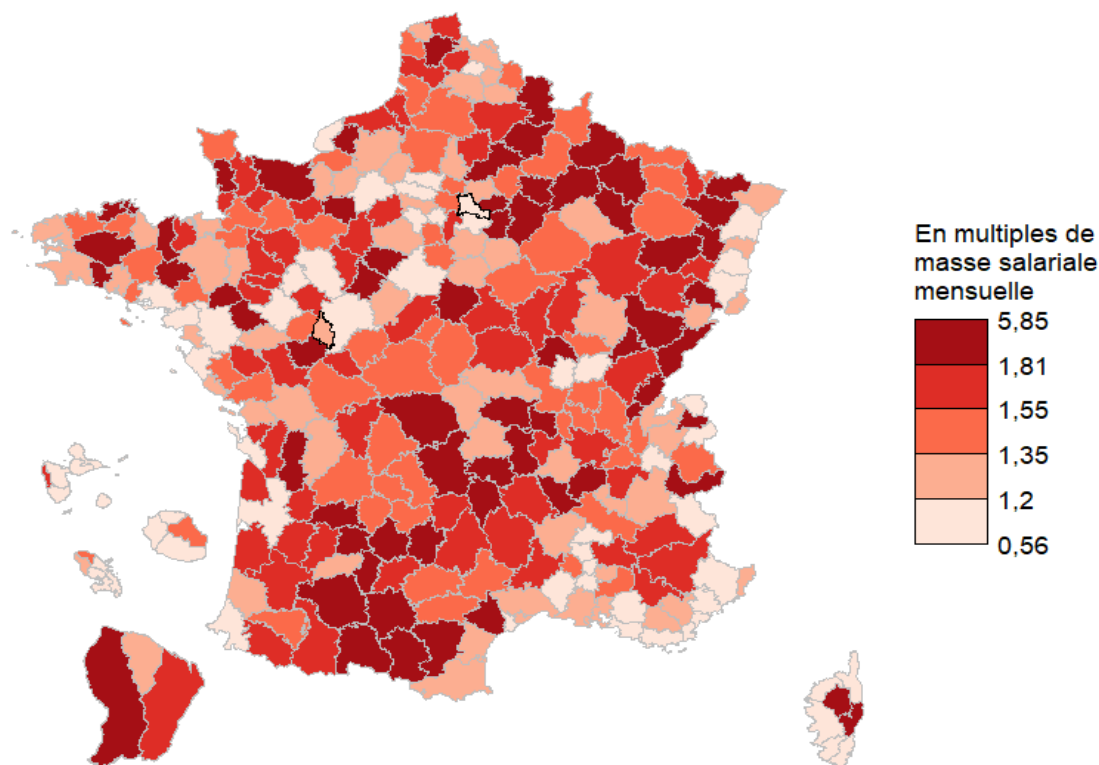 En multiples de
masse salariale
mensuelle
5,85
1,81
1,55
1,35
1,2
0,56